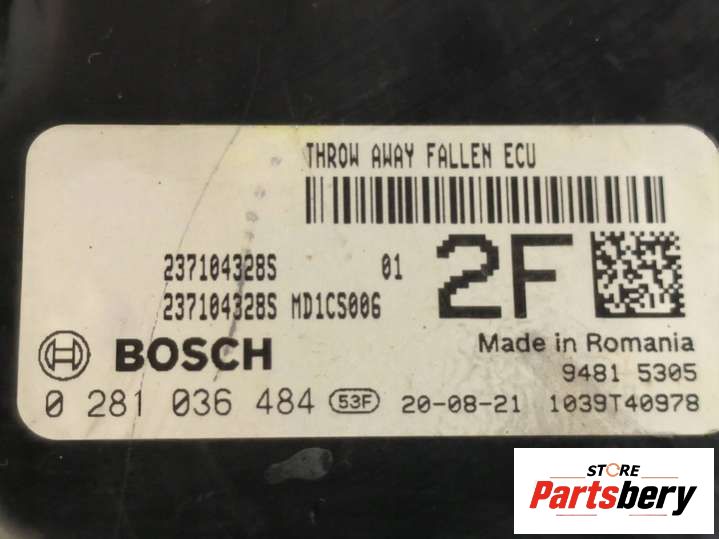 THROW AWAY FALLEN ECU
237104328S 01
237104328S MD1CS006
2F
BOSCH
Made in Romania
9481 5305
0 281 036 484 53F 20-08-21 1039T40978
STORE
Partsbery